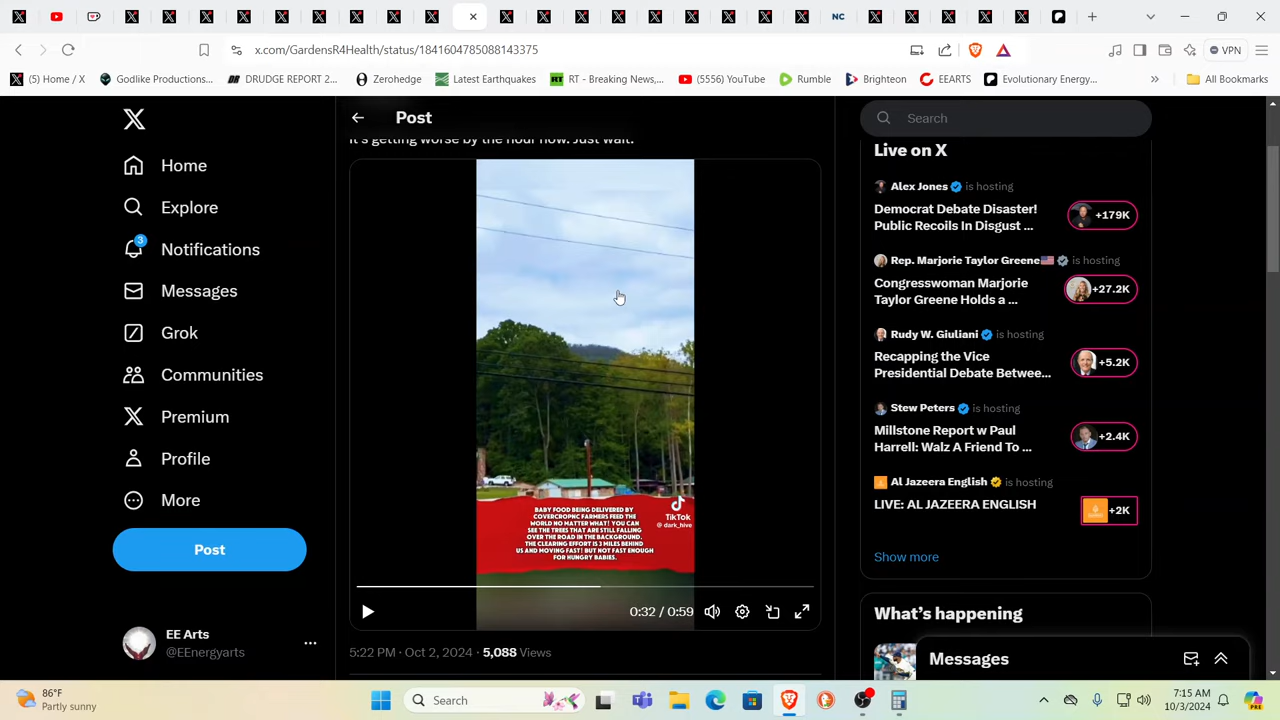 NC
x.com/GardensR4Health/status/1841604785088143375
VPN
(5) Home / X
Godlike Productions...
DRUDGE REPORT 2...
Zerohedge
Latest Earthquakes
RT - Breaking News,...
(5556) YouTube
Rumble
Brighteon
EEARTS
Evolutionary Energy...
All Bookmarks
Home
Explore
3
Notifications
Messages
Grok
Communities
Premium
Profile
More
Post
EE Arts
@EEnergyarts
Post
It's getting worse by the hour now. Just wait.
BABY FOOD BEING DELIVERED BY
COVERCROPNC FARMERS FEED THE
WORLD NO MATTER WHAT! YOU CAN
SEE THE TREES THAT ARE STILL FALLING
OVER THE ROAD IN THE BACKGROUND.
THE CLEARING EFFORT IS 3 MILES BEHIND
US AND MOVING FAST! BUT NOT FAST ENOUGH
FOR HUNGRY BABIES.
TikTok
@dark_hive
0:32 / 0:59
5:22 PM · Oct 2, 2024 · 5,088 Views
Search
Live on X
Alex Jones is hosting
Democrat Debate Disaster!
Public Recoils In Disgust ...
+179K
Rep. Marjorie Taylor Greene is hosting
Congresswoman Marjorie
Taylor Greene Holds a ...
+27.2K
Rudy W. Giuliani is hosting
Recapping the Vice
Presidential Debate Betwee...
+5.2K
Stew Peters is hosting
Millstone Report w Paul
Harrell: Walz A Friend To ...
+2.4K
Al Jazeera English is hosting
LIVE: AL JAZEERA ENGLISH
+2K
Show more
What's happening
Messages
86°F
Partly sunny
Search
7:15 AM
10/3/2024
PRE